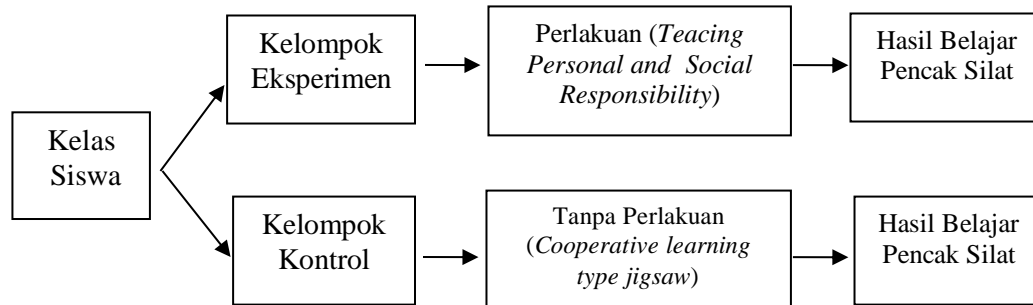 Kelas
Siswa
Kelompok
Eksperimen
Perlakuan (Teacing
Personal and Social
Responsibility)
Hasil Belajar
Pencak Silat
Kelompok
Kontrol
Tanpa Perlakuan
(Cooperative learning
type jigsaw)
Hasil Belajar
Pencak Silat